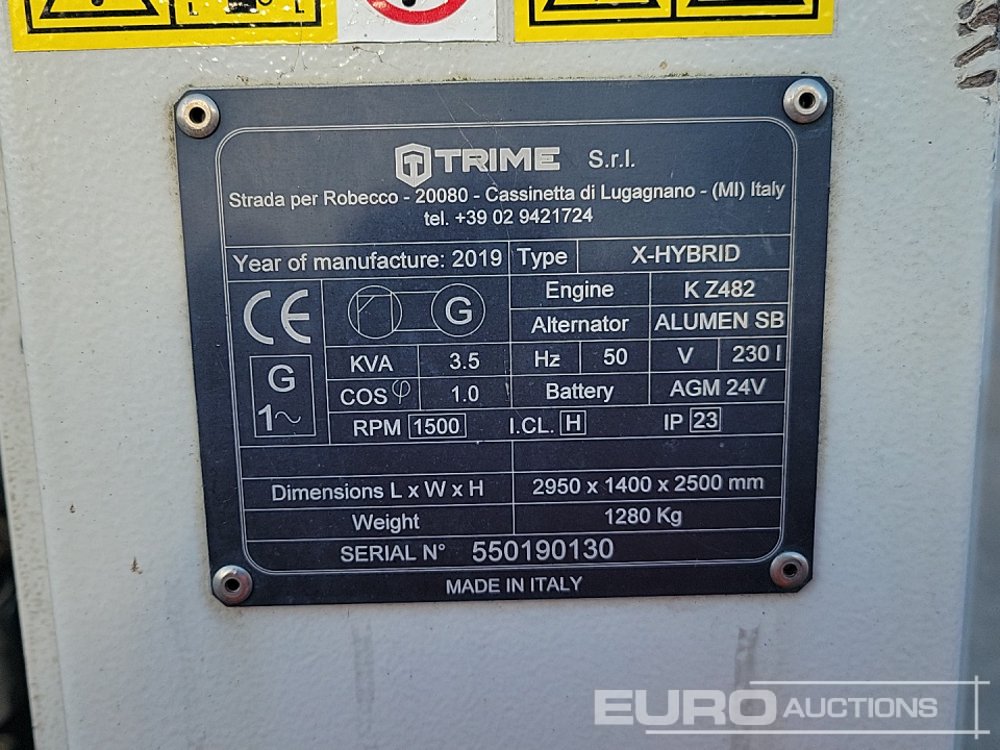 TRIME S.r.l.
Strada per Robecco - 20080 - Cassinetta di Lugagnano - (MI) Italy
tel. +39 02 9421724
Year of manufacture: 2019 Type X-HYBRID
CE G Engine K Z482
Alternator ALUMEN SB
KVA 3.5 Hz 50 V 230 I
G 1~ COS φ 1.0 Battery AGM 24V
RPM 1500 I.CL. H IP 23
Dimensions L x W x H 2950 x 1400 x 2500 mm
Weight 1280 Kg
SERIAL N° 550190130
MADE IN ITALY
EURO AUCTIONS